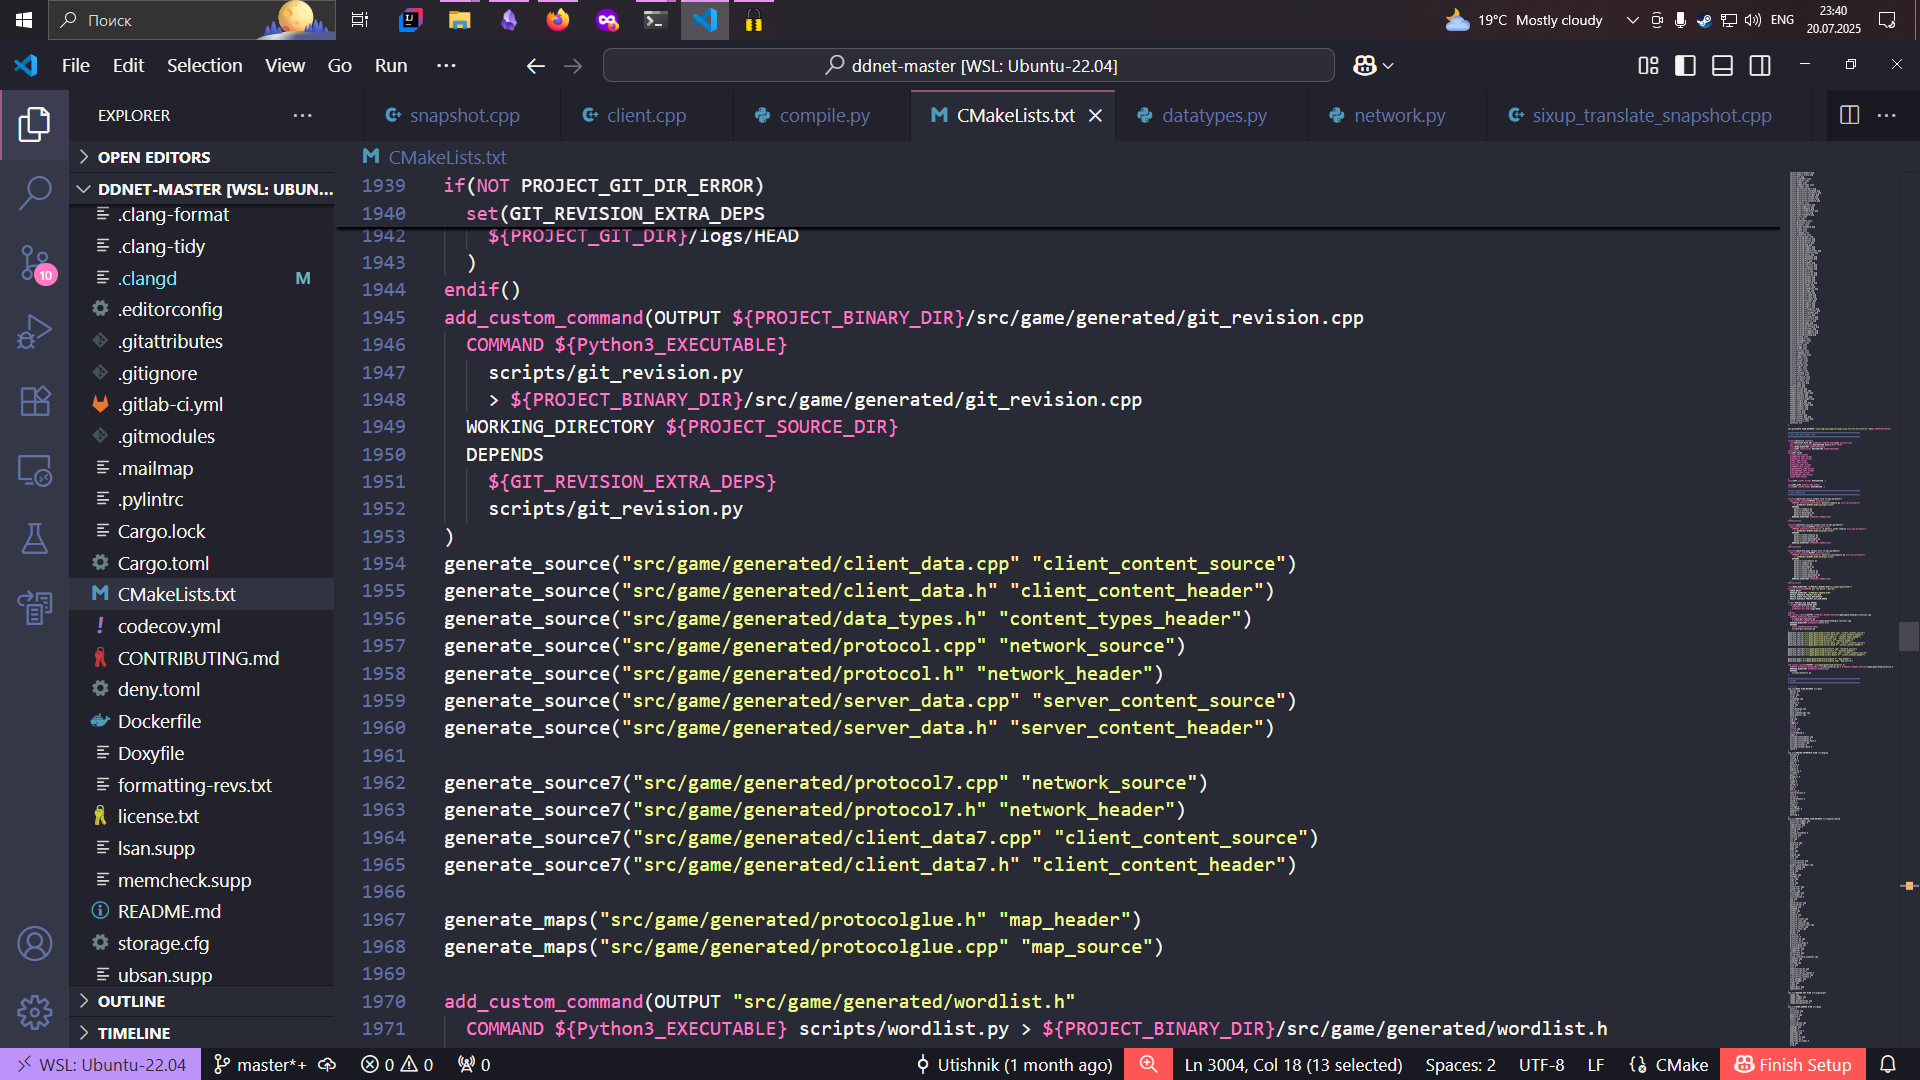 Поиск
19°C Mostly cloudy
ENG
23:40
20.07.2025
File Edit Selection View Go Run ···
ddnet-master [WSL: Ubuntu-22.04]
EXPLORER
snapshot.cpp
client.cpp
compile.py
CMakeLists.txt
datatypes.py
network.py
sixup_translate_snapshot.cpp
OPEN EDITORS
DDNET-MASTER [WSL: UBUN...
.clang-format
.clang-tidy
.clangd M
.editorconfig
.gitattributes
.gitignore
.gitlab-ci.yml
.gitmodules
.mailmap
.pylintrc
Cargo.lock
Cargo.toml
CMakeLists.txt
codecov.yml
CONTRIBUTING.md
deny.toml
Dockerfile
Doxyfile
formatting-revs.txt
license.txt
lsan.supp
memcheck.supp
README.md
storage.cfg
ubsan.supp
OUTLINE
TIMELINE
10
CMakeLists.txt
1939 if(NOT PROJECT_GIT_DIR_ERROR)
1940 set(GIT_REVISION_EXTRA_DEPS
1942 ${PROJECT_GIT_DIR}/logs/HEAD
1943 )
1944 endif()
1945 add_custom_command(OUTPUT ${PROJECT_BINARY_DIR}/src/game/generated/git_revision.cpp
1946 COMMAND ${Python3_EXECUTABLE}
1947 scripts/git_revision.py
1948 > ${PROJECT_BINARY_DIR}/src/game/generated/git_revision.cpp
1949 WORKING_DIRECTORY ${PROJECT_SOURCE_DIR}
1950 DEPENDS
1951 ${GIT_REVISION_EXTRA_DEPS}
1952 scripts/git_revision.py
1953 )
1954 generate_source("src/game/generated/client_data.cpp" "client_content_source")
1955 generate_source("src/game/generated/client_data.h" "client_content_header")
1956 generate_source("src/game/generated/data_types.h" "content_types_header")
1957 generate_source("src/game/generated/protocol.cpp" "network_source")
1958 generate_source("src/game/generated/protocol.h" "network_header")
1959 generate_source("src/game/generated/server_data.cpp" "server_content_source")
1960 generate_source("src/game/generated/server_data.h" "server_content_header")
1961
1962 generate_source7("src/game/generated/protocol7.cpp" "network_source")
1963 generate_source7("src/game/generated/protocol7.h" "network_header")
1964 generate_source7("src/game/generated/client_data7.cpp" "client_content_source")
1965 generate_source7("src/game/generated/client_data7.h" "client_content_header")
1966
1967 generate_maps("src/game/generated/protocolglue.h" "map_header")
1968 generate_maps("src/game/generated/protocolglue.cpp" "map_source")
1969
1970 add_custom_command(OUTPUT "src/game/generated/wordlist.h"
1971 COMMAND ${Python3_EXECUTABLE} scripts/wordlist.py > ${PROJECT_BINARY_DIR}/src/game/generated/wordlist.h
WSL: Ubuntu-22.04
master*+
0 0
0
Utishnik (1 month ago)
Ln 3004, Col 18 (13 selected)
Spaces: 2
UTF-8
LF
CMake
Finish Setup